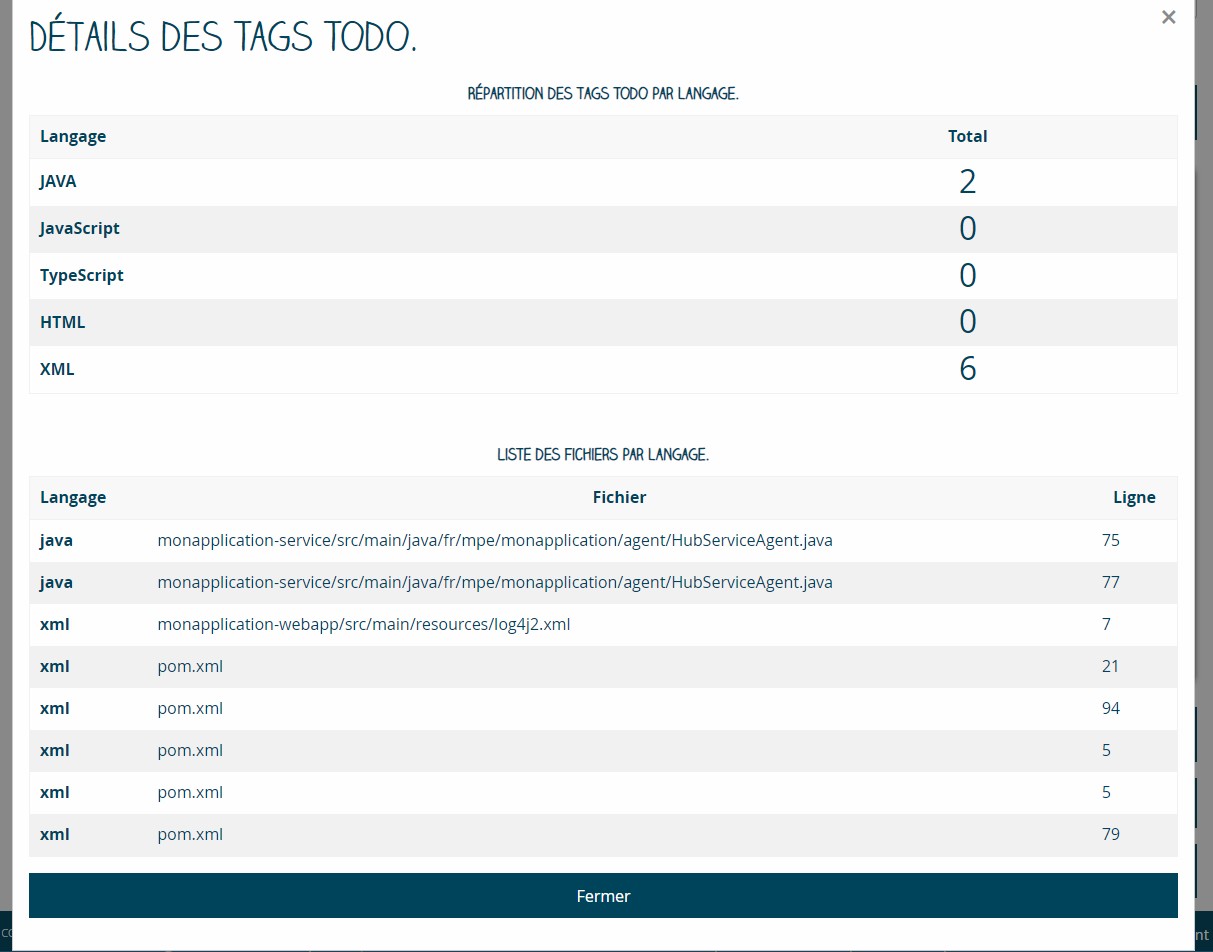 DÉTAILS DES TAGS TODO.
×
RÉPARTITION DES TAGS TODO PAR LANGAGE.
Langage Total
JAVA 2
JavaScript 0
TypeScript 0
HTML 0
XML 6
LISTE DES FICHIERS PAR LANGAGE.
Langage Fichier Ligne
java monapplication-service/src/main/java/fr/mpe/monapplication/agent/HubServiceAgent.java 75
java monapplication-service/src/main/java/fr/mpe/monapplication/agent/HubServiceAgent.java 77
xml monapplication-webapp/src/main/resources/log4j2.xml 7
xml pom.xml 21
xml pom.xml 94
xml pom.xml 5
xml pom.xml 5
xml pom.xml 79
Fermer